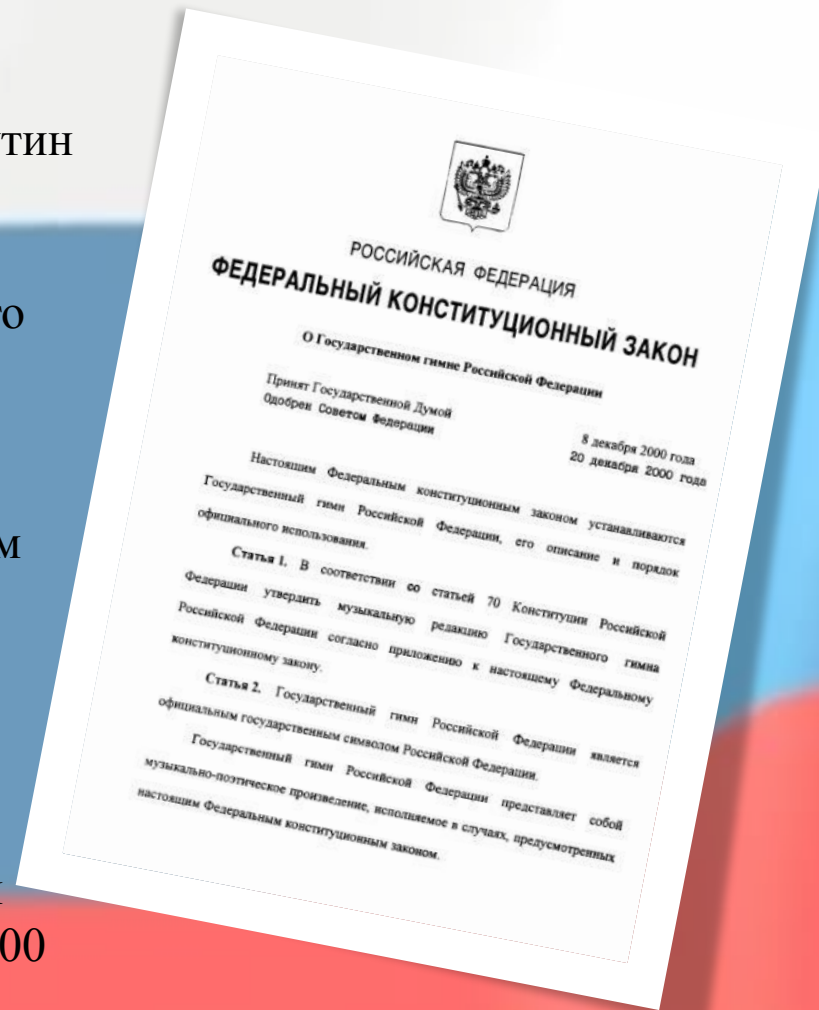 тин
го
м
00
РОССИЙСКАЯ ФЕДЕРАЦИЯ
ФЕДЕРАЛЬНЫЙ КОНСТИТУЦИОННЫЙ ЗАКОН
О Государственном гимне Российской Федерации
Принят Государственной Думой 8 декабря 2000 года
Одобрен Советом Федерации 20 декабря 2000 года
Настоящим Федеральным конституционным законом устанавливаются
Государственный гимн Российской Федерации, его описание и порядок
официального использования.
Статья 1. В соответствии со статьей 70 Конституции Российской
Федерации утвердить музыкальную редакцию Государственного гимна
Российской Федерации согласно приложению к настоящему Федеральному
конституционному закону.
Статья 2. Государственный гимн Российской Федерации является
официальным государственным символом Российской Федерации.
Государственный гимн Российской Федерации представляет собой
музыкально-поэтическое произведение, исполняемое в случаях, предусмотренных
настоящим Федеральным конституционным законом.